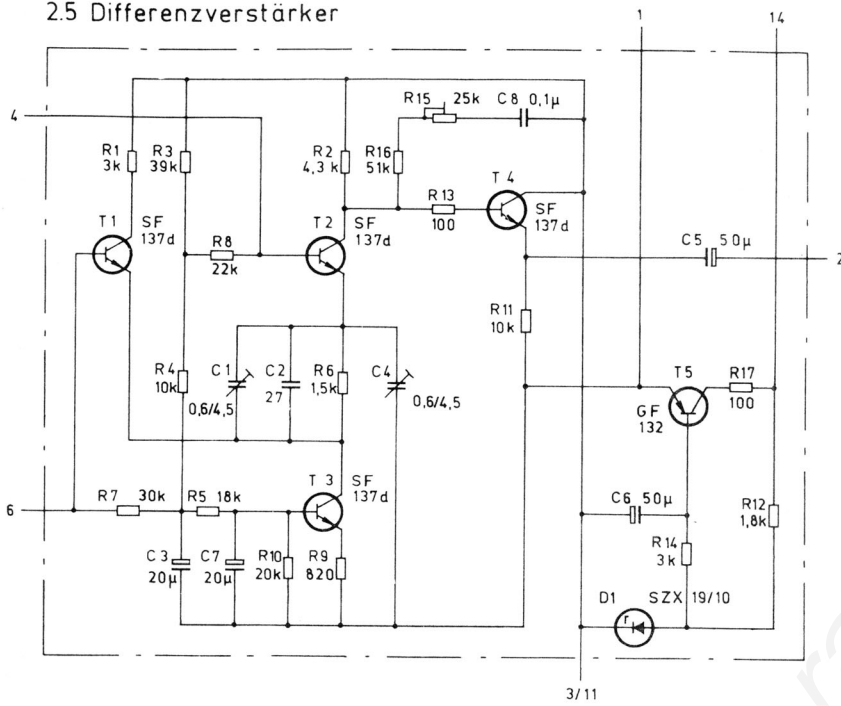 2.5 Differenzverstärker
1
14
4
R1
3k
R3
39k
R2
4,3 k
R16
51k
R15 25k
C8 0,1µ
T1
SF
137d
R8
22k
T2
SF
137d
R13
100
T4
SF
137d
C5 50µ
2
R11
10k
R4
10k
C1
0,6/4,5
C2
27
R6
1,5k
C4
0,6/4,5
T5
GF
132
R17
100
6
R7 30k
R5 18k
T3
SF
137d
C6 50µ
R12
1,8k
R14
3k
C3
20µ
C7
20µ
R10
20k
R9
820
D1
r
SZX 19/10
3/11